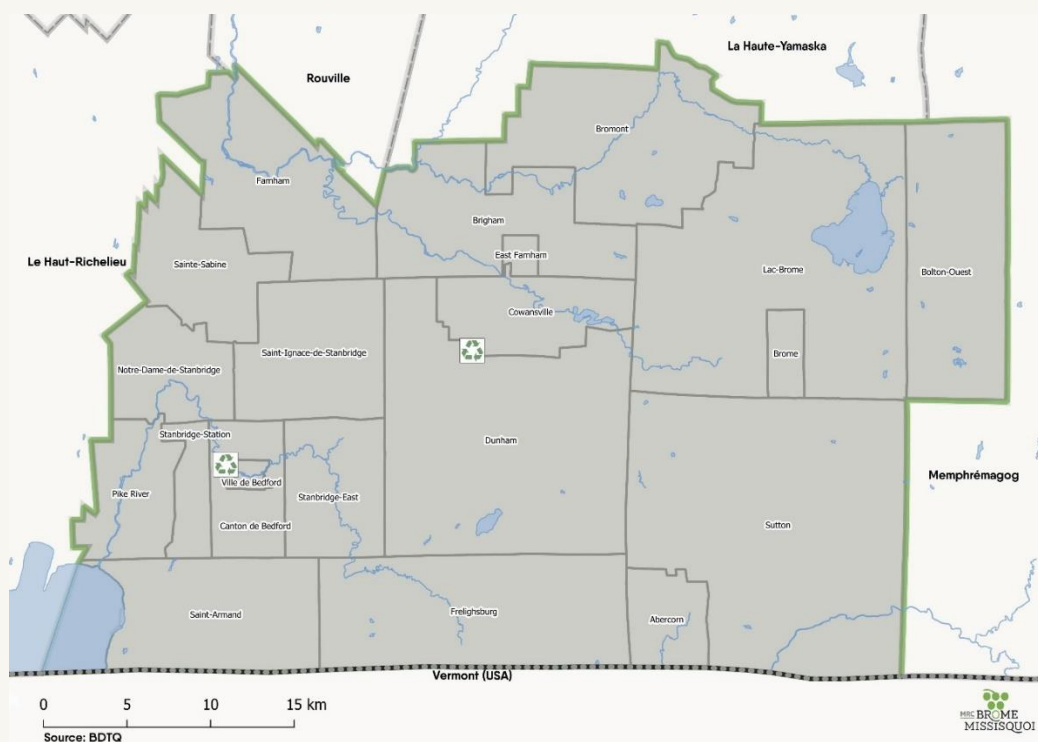 La Haute-Yamaska
Rouville
Bromont
Farnham
Brigham
East Farnham
Le Haut-Richelieu
Sainte-Sabine
Lac-Brome
Bolton-Ouest
Cowansville
Saint-Ignace-de-Stanbridge
Brome
Notre-Dame-de-Stanbridge
Stanbridge-Station
Dunham
Memphrémagog
Ville de Bedford
Pike River
Stanbridge-East
Canton de Bedford
Sutton
Saint-Armand
Frelighsburg
Abercorn
Vermont (USA)
0 5 10 15 km
Source: BDTQ
MRC BROME
MISSISQUOI